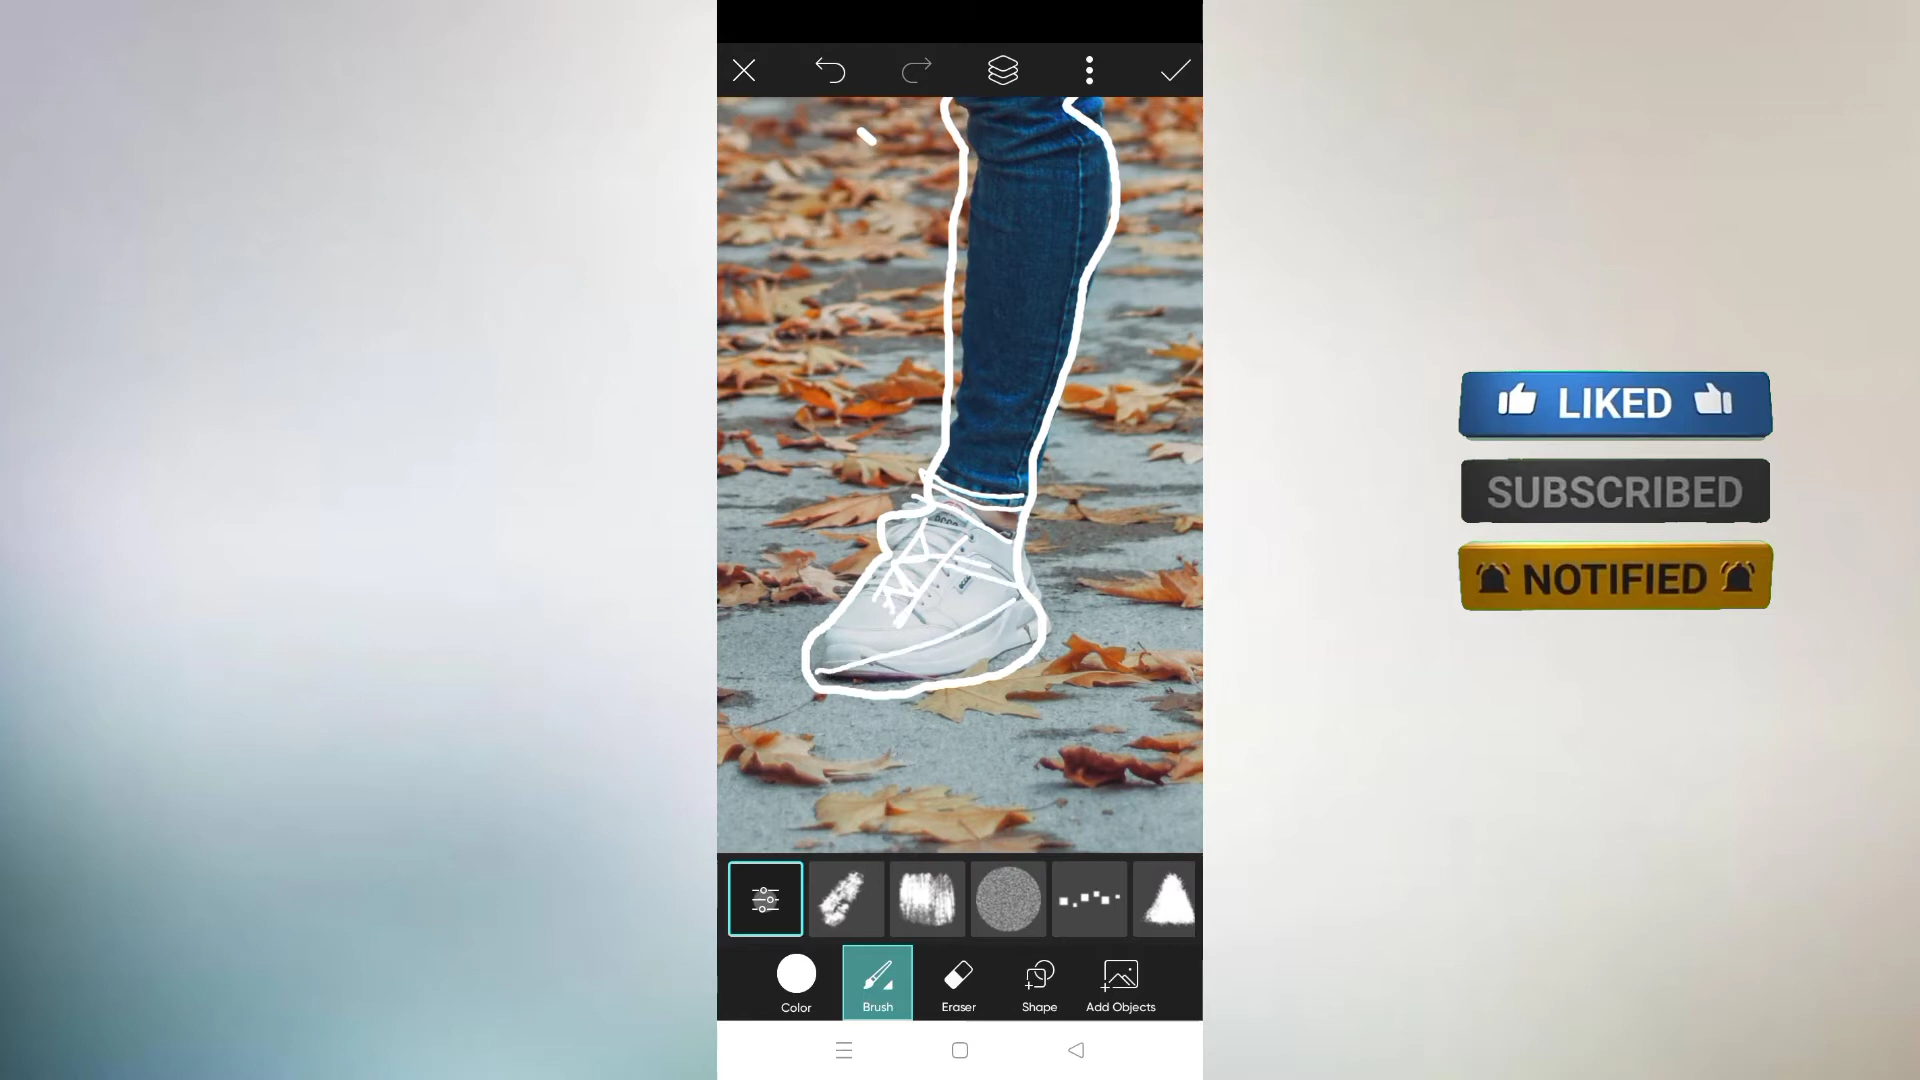 LIKED
SUBSCRIBED
NOTIFIED
Color
Brush
Eraser
Shape
Add Objects